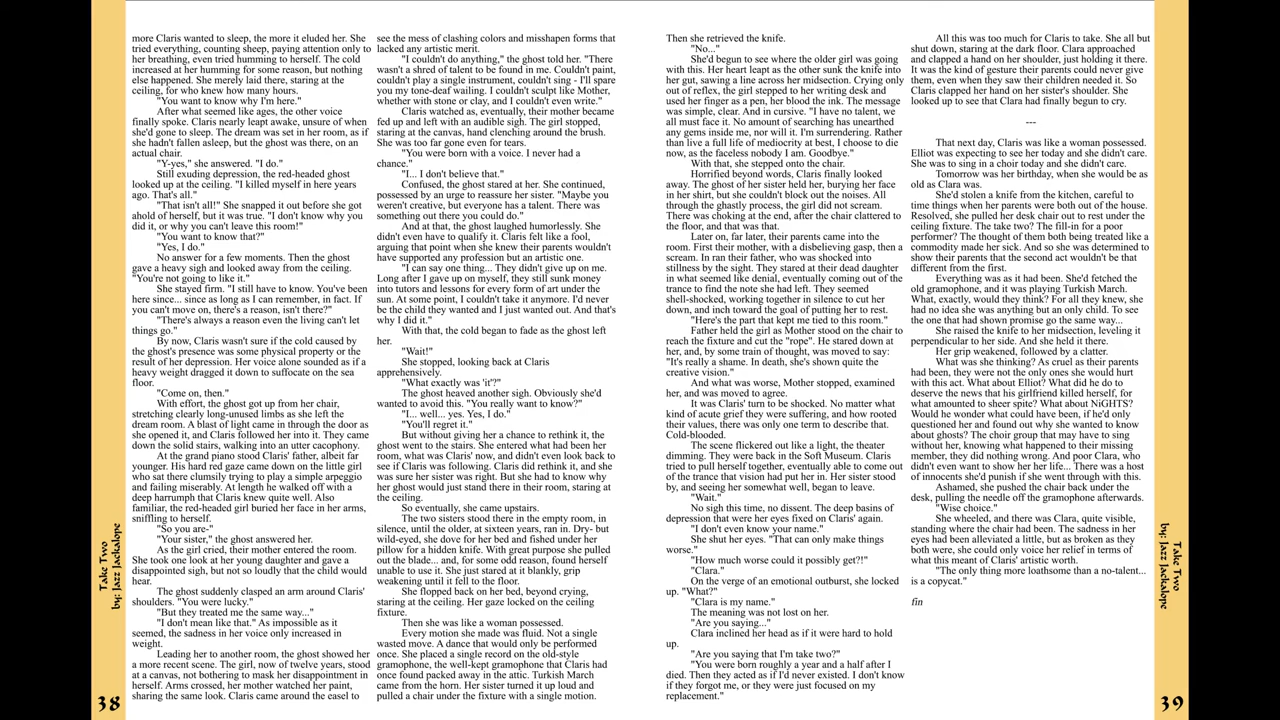 more Claris wanted to sleep, the more it eluded her. She
tried everything, counting sheep, paying attention only to
her breathing, even tried humming to herself. The cold
increased at her humming for some reason, but nothing
else happened. She merely laid there, staring at the
ceiling, for who knew how many hours.
"You want to know why I'm here."
After what seemed like ages, the other voice
finally spoke. Claris nearly leapt awake, unsure of when
she'd gone to sleep. The dream was set in her room, as if
she hadn't fallen asleep, but the ghost was there, on an
actual chair.
"Y-yes," she answered. "I do."
Still exuding depression, the red-headed ghost
looked up at the ceiling. "I killed myself in here years
ago. That's all."
"That isn't all!" She snapped it out before she got
ahold of herself, but it was true. "I don't know why you
did it, or why you can't leave this room!"
"You want to know that?"
"Yes, I do."
No answer for a few moments. Then the ghost
gave a heavy sigh and looked away from the ceiling.
"You're not going to like it."
She stayed firm. "I still have to know. You've been
here since... since as long as I can remember, in fact. If
you can't move on, there's a reason, isn't there?"
"There's always a reason even the living can't let
things go."
By now, Claris wasn't sure if the cold caused by
the ghost's presence was some physical property or the
result of her depression. Her voice alone sounded as if a
heavy weight dragged it down to suffocate on the sea
floor.
"Come on, then."
With effort, the ghost got up from her chair,
stretching clearly long-unused limbs as she left the
dream room. A blast of light came in through the door as
she opened it, and Claris followed her into it. They came
down the solid stairs, walking into an utter cacophony.
At the grand piano stood Claris' father, albeit far
younger. His hard red gaze came down on the little girl
who sat there clumsily trying to play a simple arpeggio
and failing miserably. At length he walked off with a
deep harrumph that Claris knew quite well. Also
familiar, the red-headed girl buried her face in her arms,
sniffling to herself.
"So you are-"
"Your sister," the ghost answered her.
As the girl cried, their mother entered the room.
She took one look at her young daughter and gave a
disappointed sigh, but not so loudly that the child would
hear.
The ghost suddenly clasped an arm around Claris'
shoulders. "You were lucky."
"But they treated me the same way..."
"I don't mean like that." As impossible as it
seemed, the sadness in her voice only increased in
weight.
Leading her to another room, the ghost showed her
a more recent scene. The girl, now of twelve years, stood
at a canvas, not bothering to mask her disappointment in
herself. Arms crossed, her mother watched her paint,
sharing the same look. Claris came around the easel to
see the mess of clashing colors and misshapen forms that
lacked any artistic merit.
"I couldn't do anything," the ghost told her. "There
wasn't a shred of talent to be found in me. Couldn't paint,
couldn't play a single instrument, couldn't sing - I'll spare
you my tone-deaf wailing. I couldn't sculpt like Mother,
whether with stone or clay, and I couldn't even write."
Claris watched as, eventually, their mother became
fed up and left with an audible sigh. The girl stopped,
staring at the canvas, hand clenching around the brush.
She was too far gone even for tears.
"You were born with a voice. I never had a
chance."
"I... I don't believe that."
Confused, the ghost stared at her. She continued,
possessed by an urge to reassure her sister. "Maybe you
weren't creative, but everyone has a talent. There was
something out there you could do."
And at that, the ghost laughed humorlessly. She
didn't even have to qualify it. Claris felt like a fool,
arguing that point when she knew their parents wouldn't
have supported any profession but an artistic one.
"I can say one thing... They didn't give up on me.
Long after I gave up on myself, they still sunk money
into tutors and lessons for every form of art under the
sun. At some point, I couldn't take it anymore. I'd never
be the child they wanted and I just wanted out. And that's
why I did it."
With that, the cold began to fade as the ghost left
her.
"Wait!"
She stopped, looking back at Claris
apprehensively.
"What exactly was 'it'?"
The ghost heaved another sigh. Obviously she'd
wanted to avoid this. "You really want to know?"
"I... well... yes. Yes, I do."
"You'll regret it."
But without giving her a chance to rethink it, the
ghost went to the stairs. She entered what had been her
room, what was Claris' now, and didn't even look back to
see if Claris was following. Claris did rethink it, and she
was sure her sister was right. But she had to know why
her ghost would just stand there in their room, staring at
the ceiling.
So eventually, she came upstairs.
The two sisters stood there in the empty room, in
silence, until the older, at sixteen years, ran in. Dry- but
wild-eyed, she dove for her bed and fished under her
pillow for a hidden knife. With great purpose she pulled
out the blade... and, for some odd reason, found herself
unable to use it. She just stared at it blankly, grip
weakening until it fell to the floor.
She flopped back on her bed, beyond crying,
staring at the ceiling. Her gaze locked on the ceiling
fixture.
Then she was like a woman possessed.
Every motion she made was fluid. Not a single
wasted move. A dance that would only be performed
once. She placed a single record on the old-style
gramophone, the well-kept gramophone that Claris had
once found packed away in the attic. Turkish March
came from the horn. Her sister turned it up loud and
pulled a chair under the fixture with a single motion.
Take Two
by: Jazz Jackalope
38
Then she retrieved the knife.
"No..."
She'd begun to see where the older girl was going
with this. Her heart leapt as the other sunk the knife into
her gut, sawing a line across her midsection. Crying only
out of reflex, the girl stepped to her writing desk and
used her finger as a pen, her blood the ink. The message
was simple, clear. And in cursive. "I have no talent, we
all must face it. No amount of searching has unearthed
any gems inside me, nor will it. I'm surrendering. Rather
than live a full life of mediocrity at best, I choose to die
now, as the faceless nobody I am. Goodbye."
With that, she stepped onto the chair.
Horrified beyond words, Claris finally looked
away. The ghost of her sister held her, burying her face
in her shirt, but she couldn't block out the noises. All
through the ghastly process, the girl did not scream.
There was choking at the end, after the chair clattered to
the floor, and that was that.
Later on, far later, their parents came into the
room. First their mother, with a disbelieving gasp, then a
scream. In ran their father, who was shocked into
stillness by the sight. They stared at their dead daughter
in what seemed like denial, eventually coming out of the
trance to find the note she had left. They seemed
shell-shocked, working together in silence to cut her
down, and inch toward the goal of putting her to rest.
"Here's the part that kept me tied to this room."
Father held the girl as Mother stood on the chair to
reach the fixture and cut the "rope". He stared down at
her, and, by some train of thought, was moved to say:
"It's really a shame. In death, she's shown quite the
creative vision."
And what was worse, Mother stopped, examined
her, and was moved to agree.
It was Claris' turn to be shocked. No matter what
kind of acute grief they were suffering, and how rooted
their values, there was only one term to describe that.
Cold-blooded.
The scene flickered out like a light, the theater
dimming. They were back in the Soft Museum. Claris
tried to pull herself together, eventually able to come out
of the trance that vision had put her in. Her sister stood
by, and seeing her somewhat well, began to leave.
"Wait."
No sigh this time, no dissent. The deep basins of
depression that were her eyes fixed on Claris' again.
"I don't even know your name."
She shut her eyes. "That can only make things
worse."
"How much worse could it possibly get?!"
"Clara."
On the verge of an emotional outburst, she locked
up. "What?"
"Clara is my name."
The meaning was not lost on her.
"Are you saying..."
Clara inclined her head as if it were hard to hold
up.
"Are you saying that I'm take two?"
"You were born roughly a year and a half after I
died. Then they acted as if I'd never existed. I don't know
if they forgot me, or they were just focused on my
replacement."
All this was too much for Claris to take. She all but
shut down, staring at the dark floor. Clara approached
and clapped a hand on her shoulder, just holding it there.
It was the kind of gesture their parents could never give
them, even when they saw their children needed it. So
Claris clapped her hand on her sister's shoulder. She
looked up to see that Clara had finally begun to cry.
---
That next day, Claris was like a woman possessed.
Elliot was expecting to see her today and she didn't care.
She was to sing in a choir today and she didn't care.
Tomorrow was her birthday, when she would be as
old as Clara was.
She'd stolen a knife from the kitchen, careful to
time things when her parents were both out of the house.
Resolved, she pulled her desk chair out to rest under the
ceiling fixture. The take two? The fill-in for a poor
performer? The thought of them both being treated like a
commodity made her sick. And so she was determined to
show their parents that the second act wouldn't be that
different from the first.
Everything was as it had been. She'd fetched the
old gramophone, and it was playing Turkish March.
What, exactly, would they think? For all they knew, she
had no idea she was anything but an only child. To see
the one that had shown promise go the same way...
She raised the knife to her midsection, leveling it
perpendicular to her side. And she held it there.
Her grip weakened, followed by a clatter.
What was she thinking? As cruel as their parents
had been, they were not the only ones she would hurt
with this act. What about Elliot? What did he do to
deserve the news that his girlfriend killed herself, for
what amounted to sheer spite? What about NiGHTS?
Would he wonder what could have been, if he'd only
questioned her and found out why she wanted to know
about ghosts? The choir group that may have to sing
without her, knowing what happened to their missing
member, they did nothing wrong. And poor Clara, who
didn't even want to show her her life... There was a host
of innocents she'd punish if she went through with this.
Ashamed, she pushed the chair back under the
desk, pulling the needle off the gramophone afterwards.
"Wise choice."
She wheeled, and there was Clara, quite visible,
standing where the chair had been. The sadness in her
eyes had been alleviated a little, but as broken as they
both were, she could only voice her relief in terms of
what this meant of Claris' artistic worth.
"The only thing more loathsome than a no-talent...
is a copycat."
fin
Take Two
by: Jazz Jackalope
39